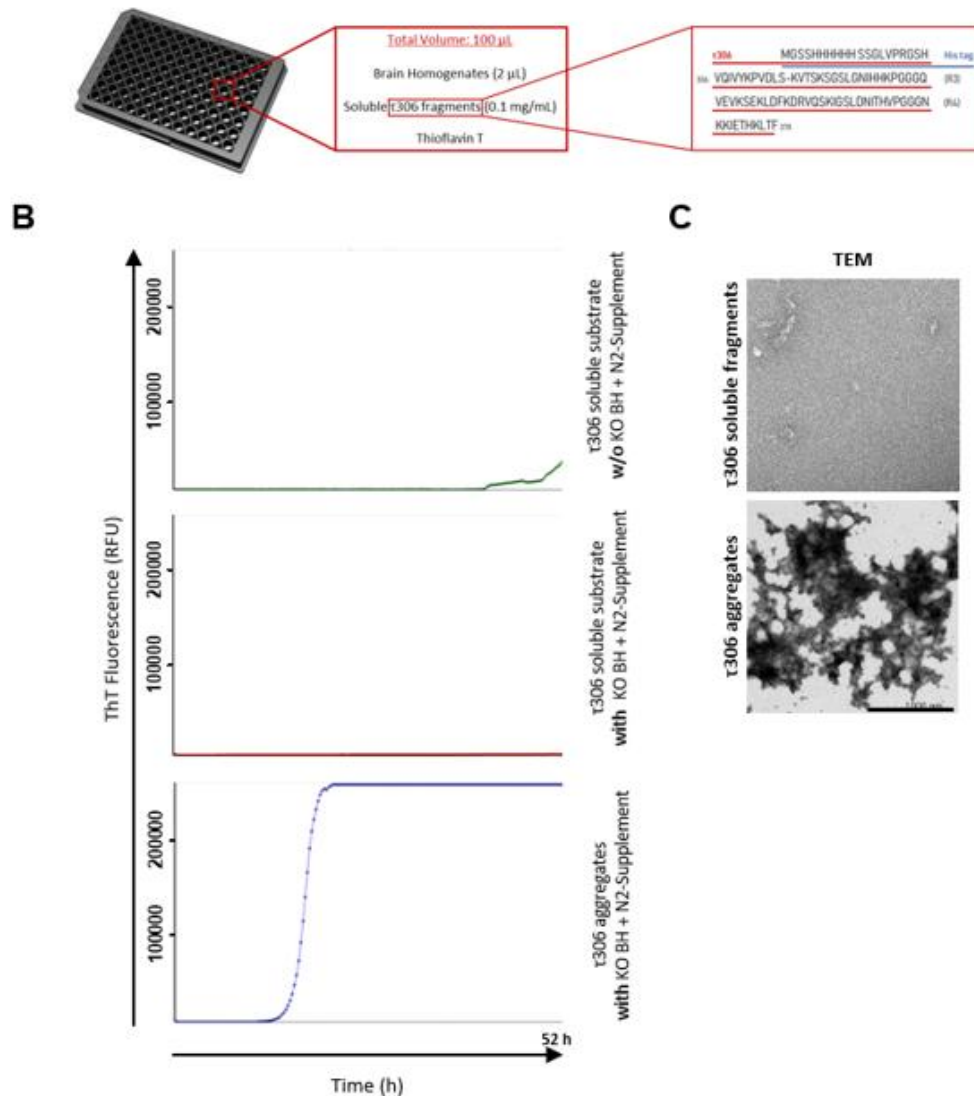 Total Volume: 100 µL
Brain Homogenates (2 µL)
Soluble τ306 fragments (0.1 mg/mL)
Thioflavin T
τ306 MGSSHHHHHHSSGLVPRGSH His tag
306 VQIVYKPVDLS-KVTSKSGSLGNIHHKPGGGQ (R3)
VEVKSEKLDFKDRVQSKIGSLDNITHVPGGGN (R4)
KKIETHKLTF
B
ThT Fluorescence (RFU)
200000
100000
τ306 soluble substrate
w/o KO BH + N2-Supplement
200000
100000
τ306 soluble substrate
with KO BH + N2-Supplement
200000
100000
τ306 aggregates
with KO BH + N2-Supplement
52 h
Time (h)
C
TEM
τ306 soluble fragments
τ306 aggregates